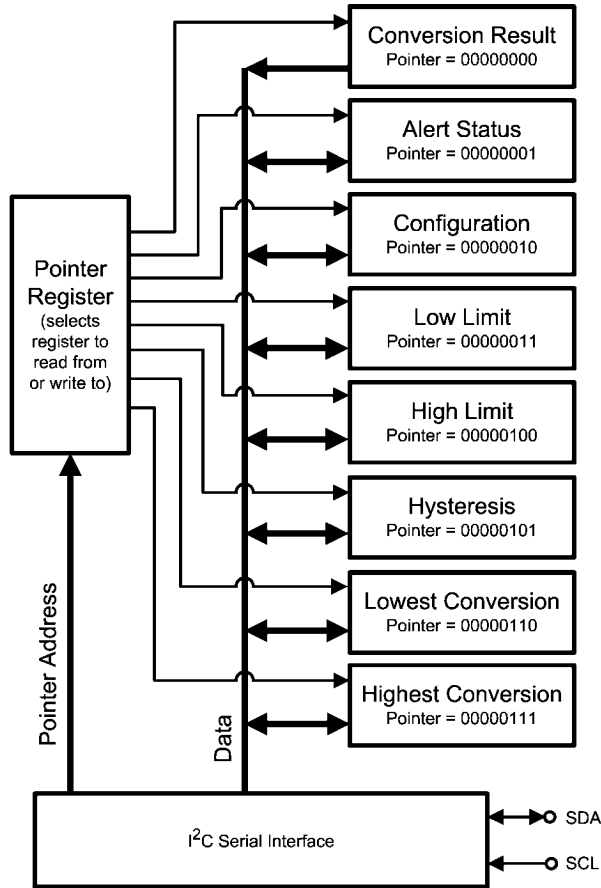 Conversion Result
Pointer = 00000000
Alert Status
Pointer = 00000001
Configuration
Pointer = 00000010
Low Limit
Pointer = 00000011
High Limit
Pointer = 00000100
Hysteresis
Pointer = 00000101
Lowest Conversion
Pointer = 00000110
Highest Conversion
Pointer = 00000111
Pointer
Register
(selects
register to
read from
or write to)
Pointer Address
Data
I²C Serial Interface
SDA
SCL